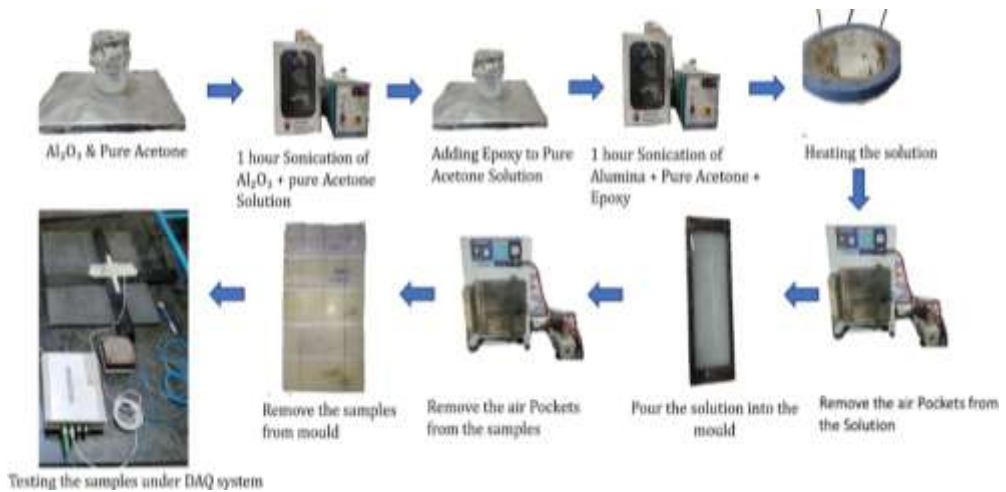 Al₂O₃ & Pure Acetone
1 hour Sonication of
Al₂O₃ + pure Acetone
Solution
Adding Epoxy to Pure
Acetone Solution
1 hour Sonication of
Alumina + Pure Acetone +
Epoxy
Heating the solution
Remove the air Pockets from
the Solution
Pour the solution into the
mould
Remove the air Pockets
from the samples
Remove the samples
from mould
Testing the samples under DAQ system